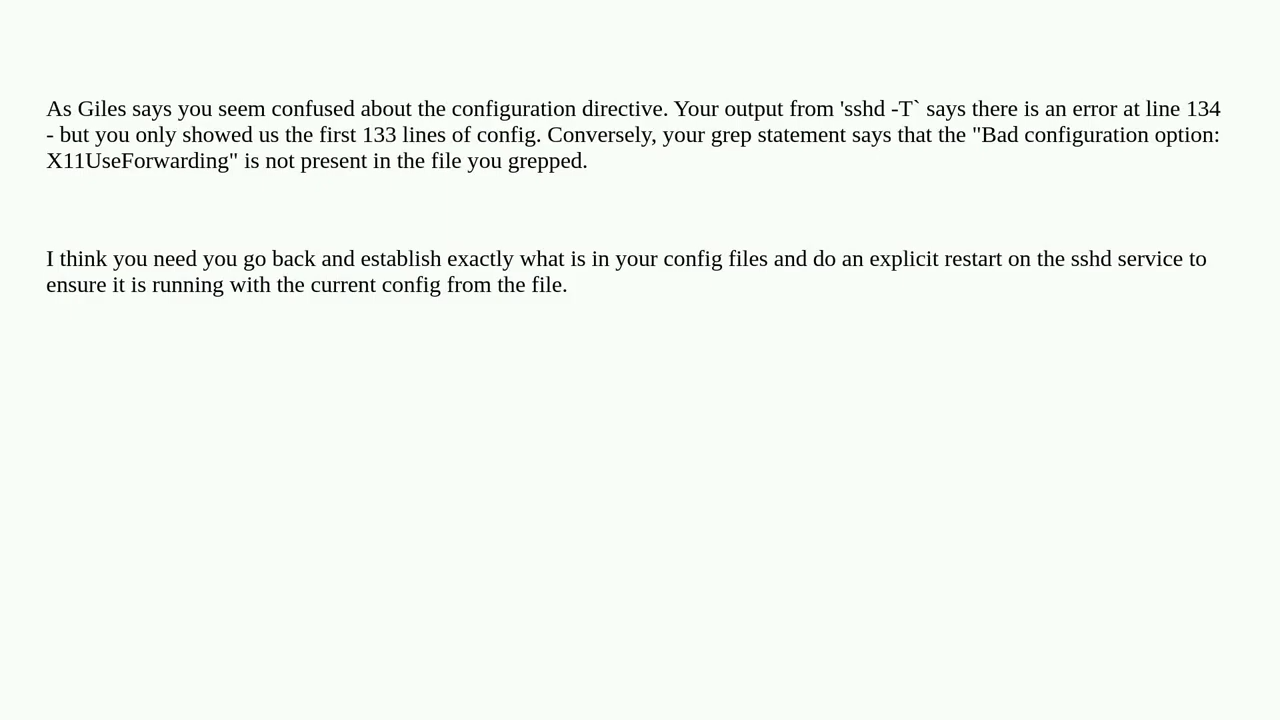 As Giles says you seem confused about the configuration directive. Your output from 'sshd -T` says there is an error at line 134
- but you only showed us the first 133 lines of config. Conversely, your grep statement says that the "Bad configuration option:
X11UseForwarding" is not present in the file you grepped.
I think you need you go back and establish exactly what is in your config files and do an explicit restart on the sshd service to
ensure it is running with the current config from the file.